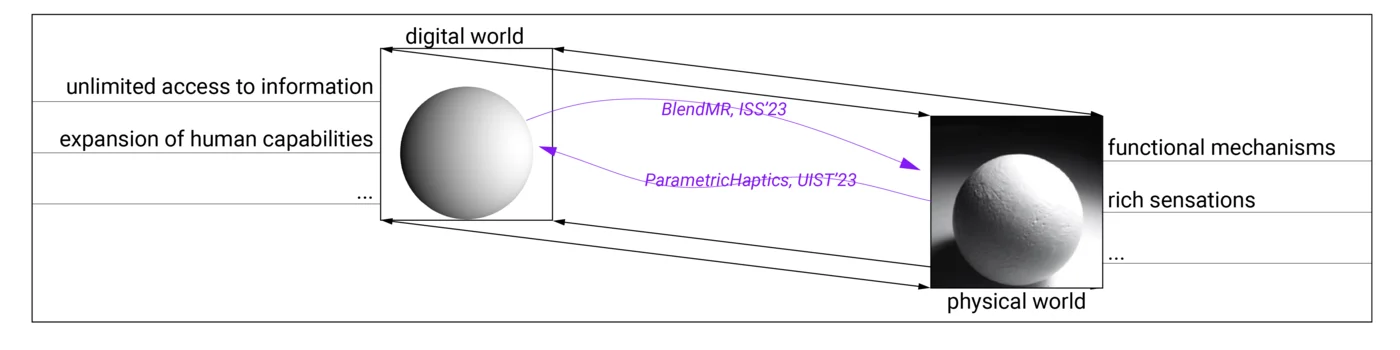 digital world
unlimited access to information
expansion of human capabilities
...
BlendMR, ISS'23
ParametricHaptics, UIST'23
functional mechanisms
rich sensations
...
physical world